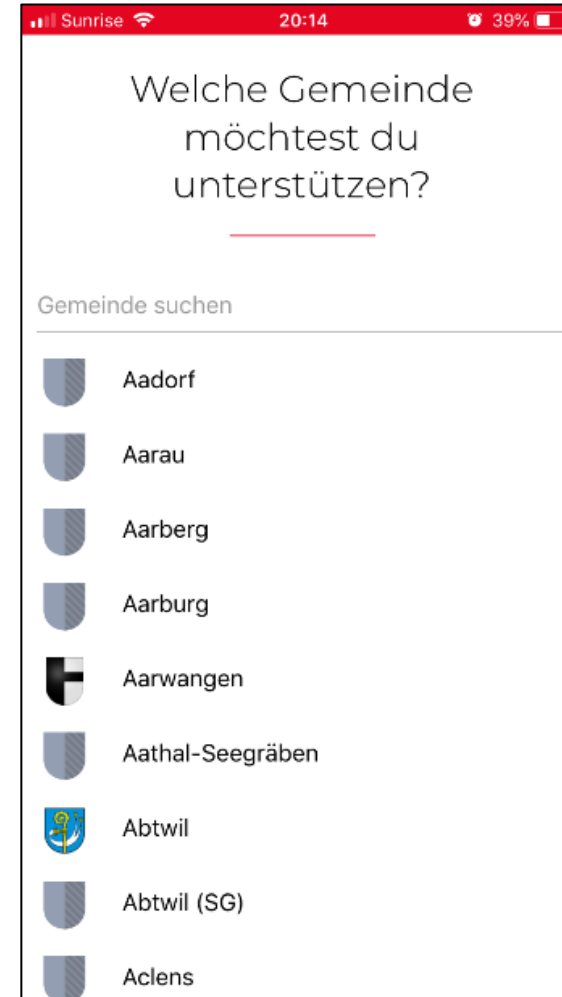 Sunrise 20:14 39%
Welche Gemeinde
möchtest du
unterstützen?
Gemeinde suchen
Aadorf
Aarau
Aarberg
Aarburg
Aarwangen
Aathal-Seegräben
Abtwil
Abtwil (SG)
Aclens